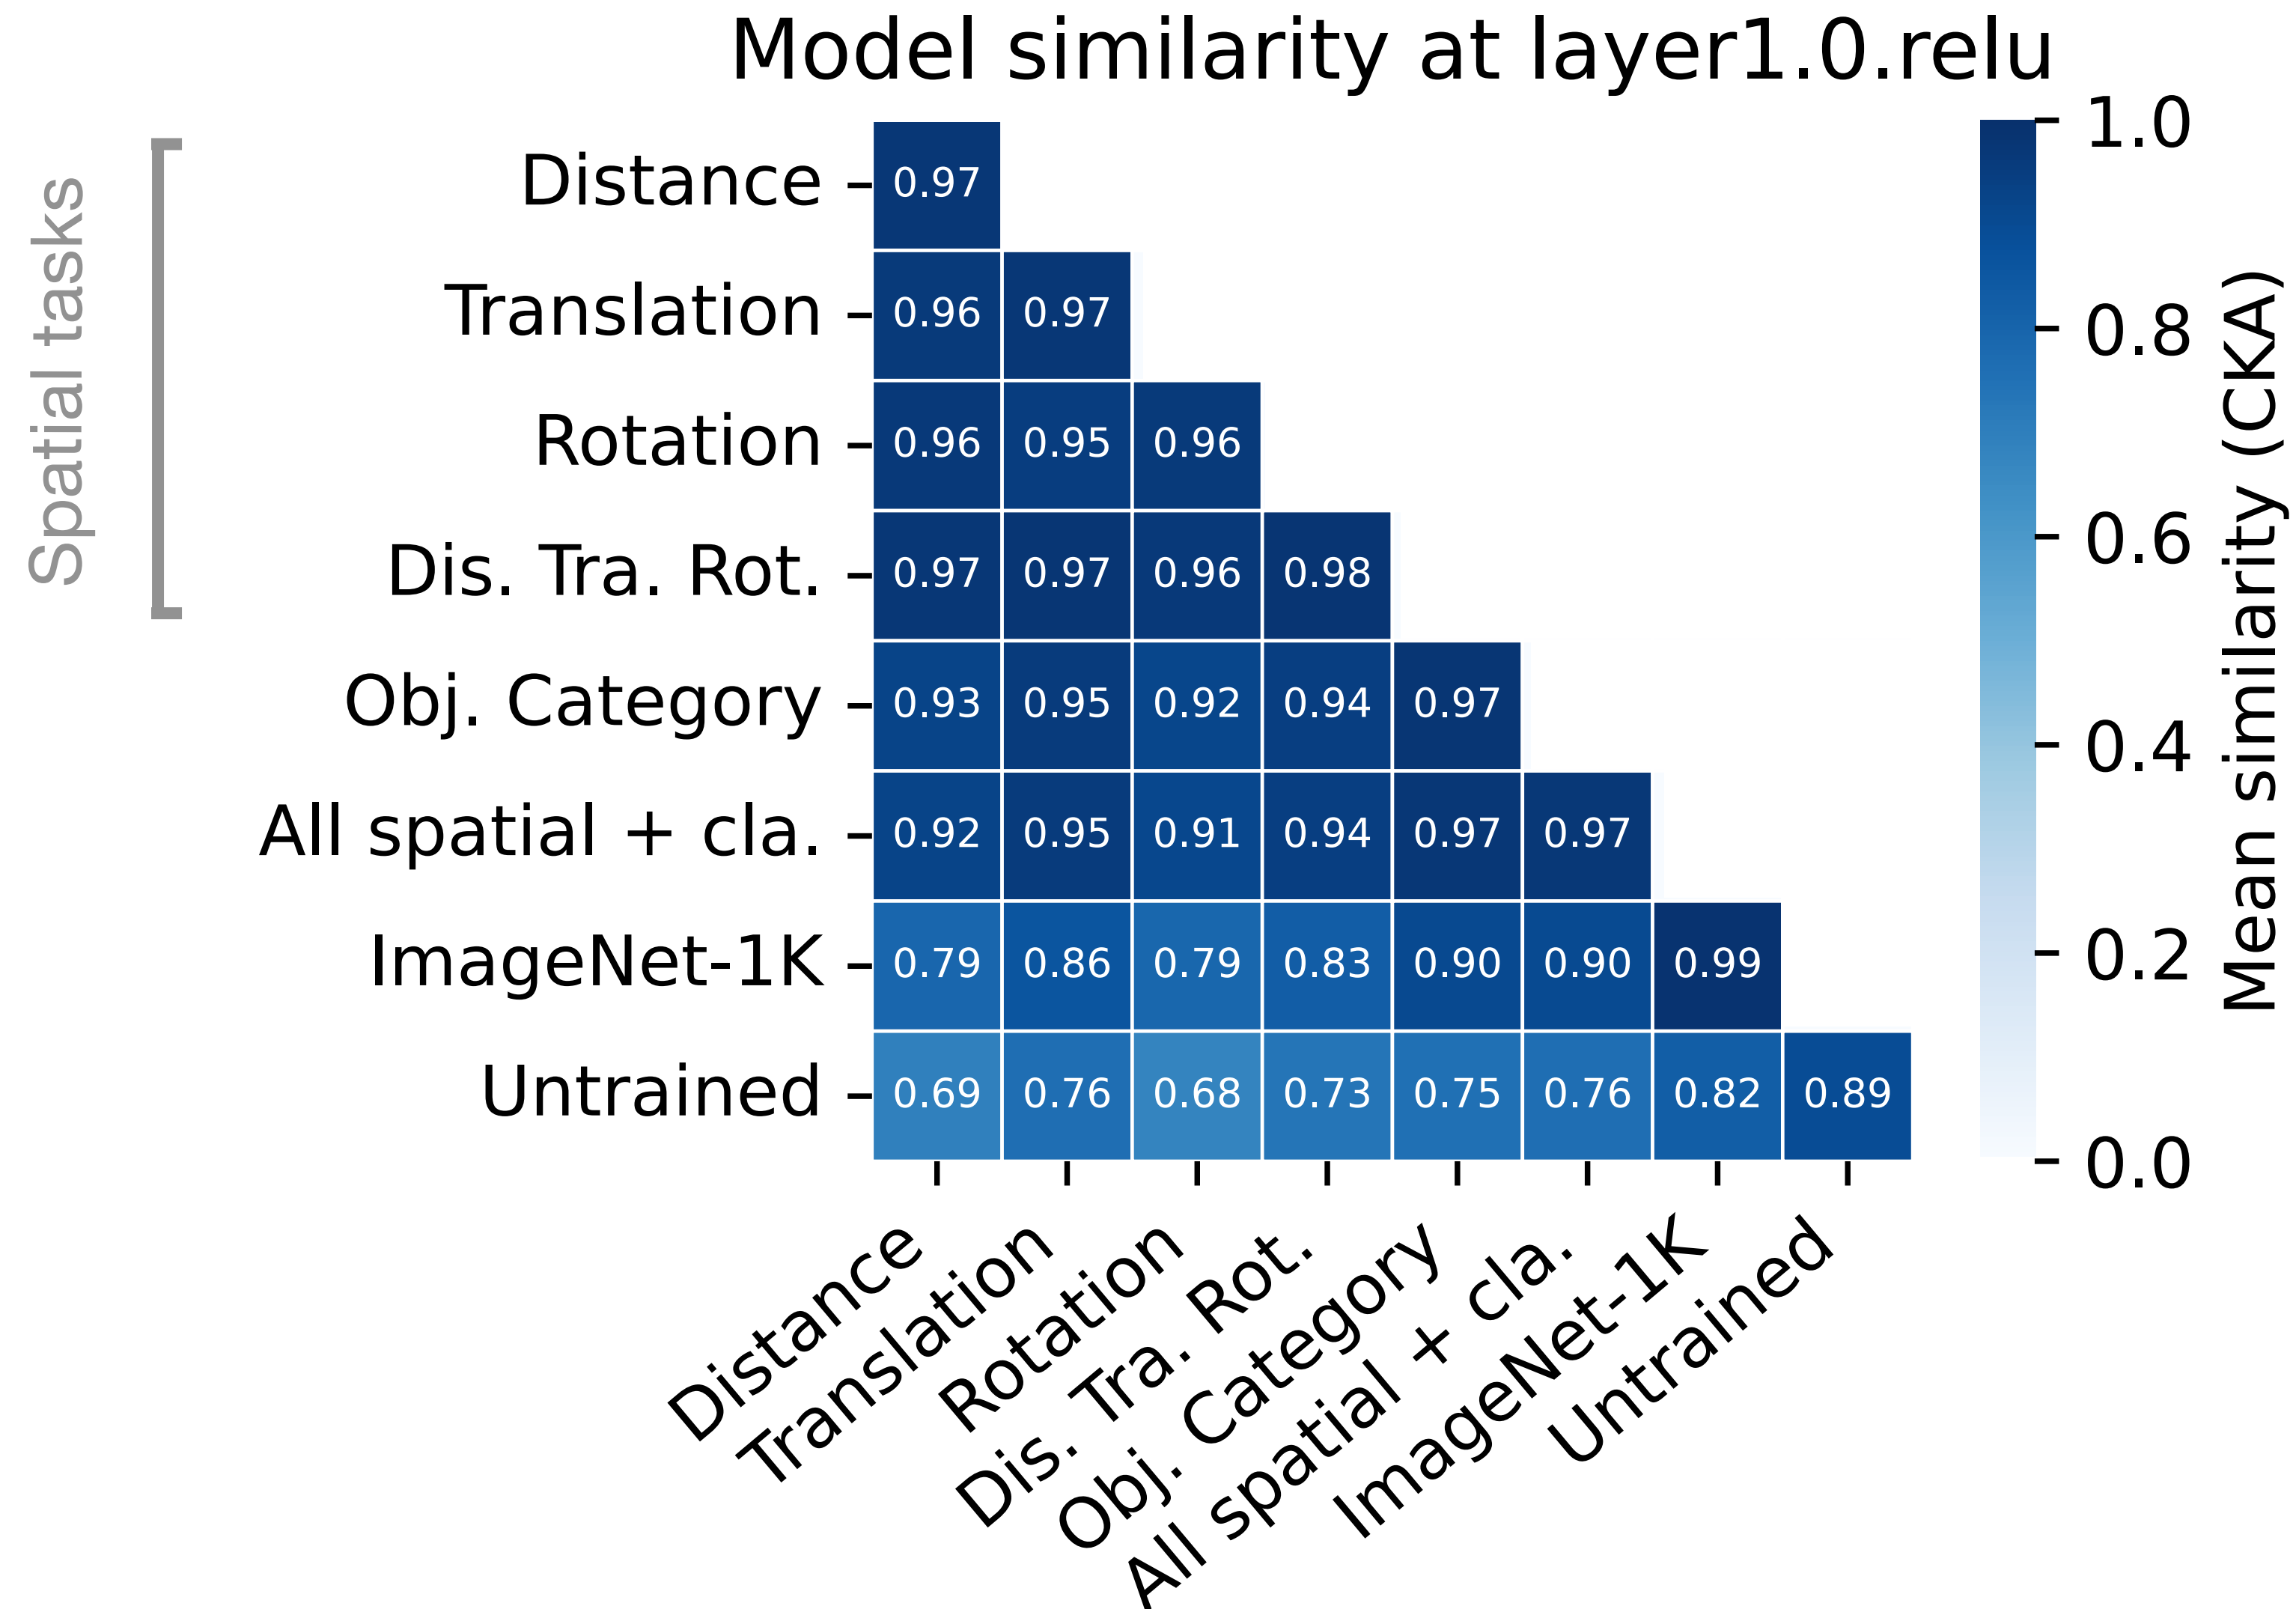 Model similarity at layer1.0.relu
Spatial tasks
Distance 0.97
Translation 0.96 0.97
Rotation 0.96 0.95 0.96
Dis. Tra. Rot. 0.97 0.97 0.96 0.98
Obj. Category 0.93 0.95 0.92 0.94 0.97
All spatial + cla. 0.92 0.95 0.91 0.94 0.97 0.97
ImageNet-1K 0.79 0.86 0.79 0.83 0.90 0.90 0.99
Untrained 0.69 0.76 0.68 0.73 0.75 0.76 0.82 0.89
Distance
Translation
Rotation
Dis. Tra. Rot.
Obj. Category
All spatial + cla.
ImageNet-1K
Untrained
1.0
0.8
0.6
0.4
0.2
0.0
Mean similarity (CKA)